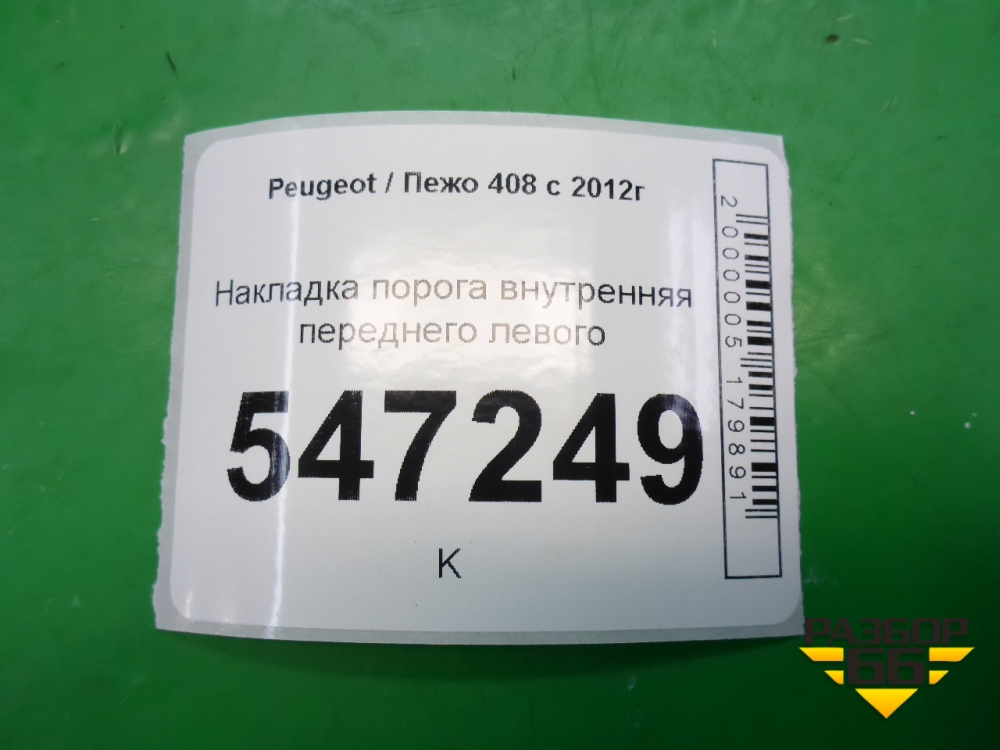 Peugeot / Пежо 408 с 2012г
Накладка порога внутренняя
переднего левого
547249
К
2000005179891
РАЗБОР
66